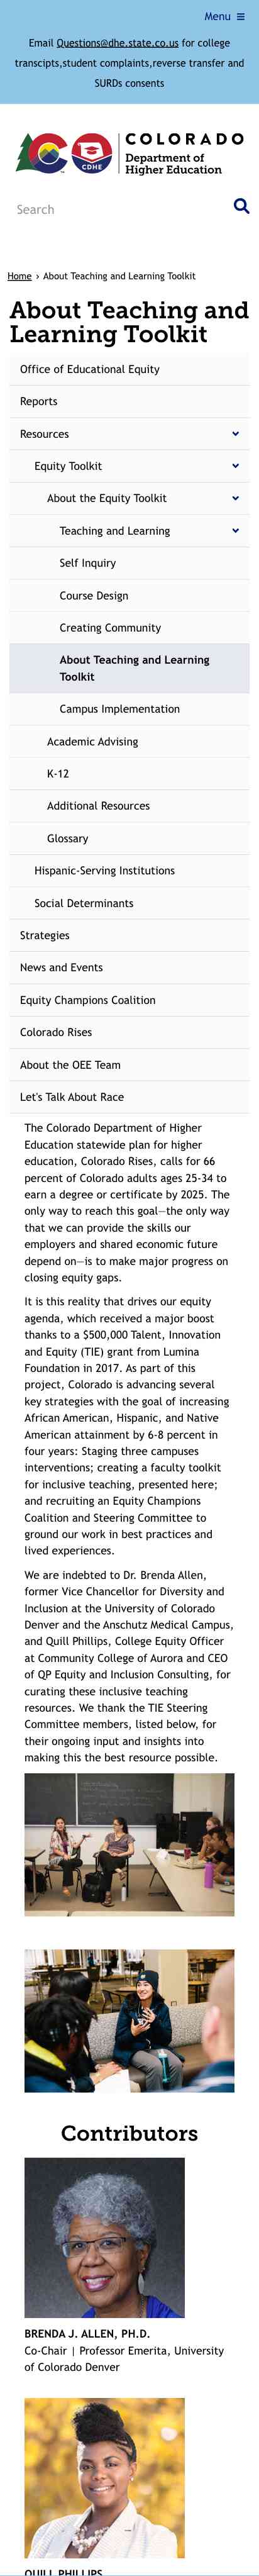 Menu
Email Questions@dhe.state.co.us for college
transcipts,student complaints,reverse transfer and
SURDs consents
CDHE
COLORADO
Department of
Higher Education
Search
Home › About Teaching and Learning Toolkit
About Teaching and
Learning Toolkit
Office of Educational Equity
Reports
Resources
Equity Toolkit
About the Equity Toolkit
Teaching and Learning
Self Inquiry
Course Design
Creating Community
About Teaching and Learning
Toolkit
Campus Implementation
Academic Advising
K-12
Additional Resources
Glossary
Hispanic-Serving Institutions
Social Determinants
Strategies
News and Events
Equity Champions Coalition
Colorado Rises
About the OEE Team
Let's Talk About Race
The Colorado Department of Higher
Education statewide plan for higher
education, Colorado Rises, calls for 66
percent of Colorado adults ages 25-34 to
earn a degree or certificate by 2025. The
only way to reach this goal—the only way
that we can provide the skills our
employers and shared economic future
depend on—is to make major progress on
closing equity gaps.
It is this reality that drives our equity
agenda, which received a major boost
thanks to a $500,000 Talent, Innovation
and Equity (TIE) grant from Lumina
Foundation in 2017. As part of this
project, Colorado is advancing several
key strategies with the goal of increasing
African American, Hispanic, and Native
American attainment by 6-8 percent in
four years: Staging three campuses
interventions; creating a faculty toolkit
for inclusive teaching, presented here;
and recruiting an Equity Champions
Coalition and Steering Committee to
ground our work in best practices and
lived experiences.
We are indebted to Dr. Brenda Allen,
former Vice Chancellor for Diversity and
Inclusion at the University of Colorado
Denver and the Anschutz Medical Campus,
and Quill Phillips, College Equity Officer
at Community College of Aurora and CEO
of QP Equity and Inclusion Consulting, for
curating these inclusive teaching
resources. We thank the TIE Steering
Committee members, listed below, for
their ongoing input and insights into
making this the best resource possible.
Contributors
BRENDA J. ALLEN, PH.D.
Co-Chair | Professor Emerita, University
of Colorado Denver
QUILL PHILLIPS